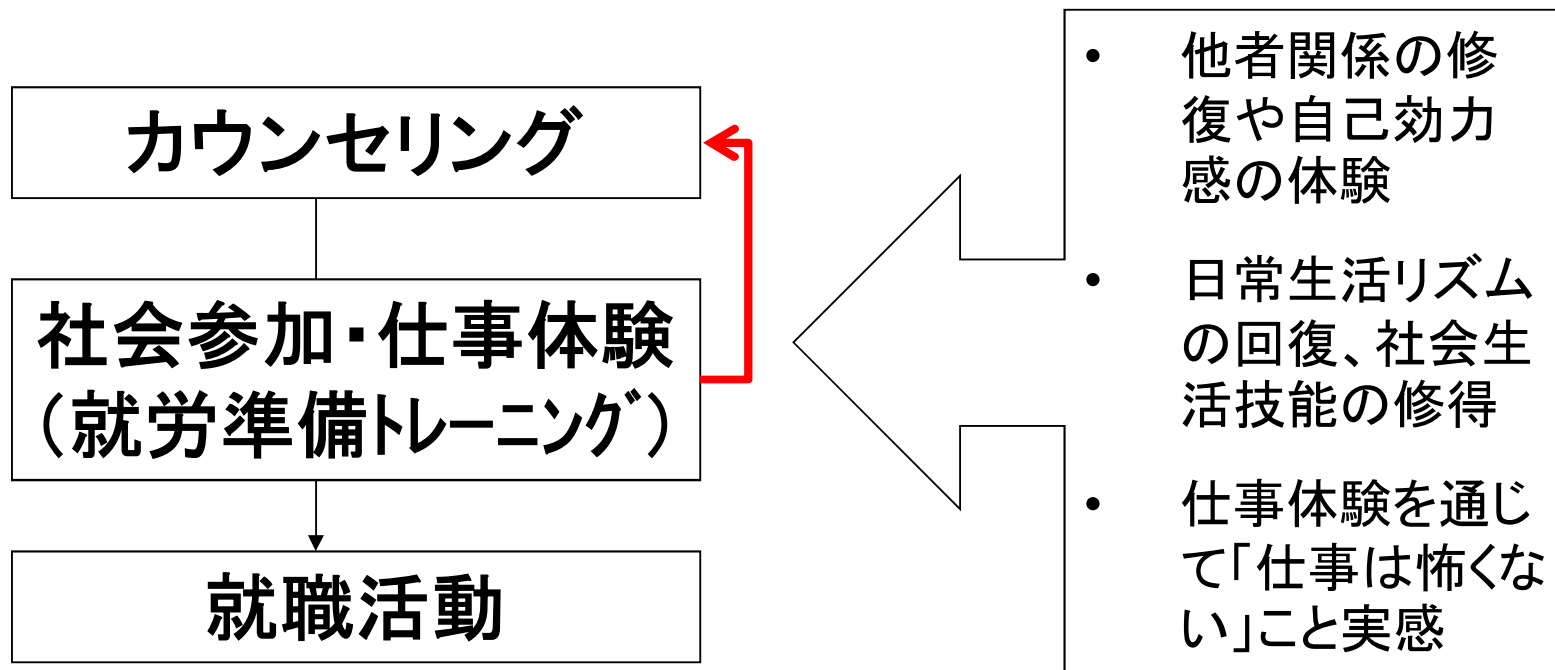 カウンセリング
社会参加・仕事体験
（就労準備トレーニング）
就職活動
• 他者関係の修
復や自己効力
感の体験
• 日常生活リズム
の回復、社会生
活技能の修得
• 仕事体験を通じ
て「仕事は怖くな
い」こと実感